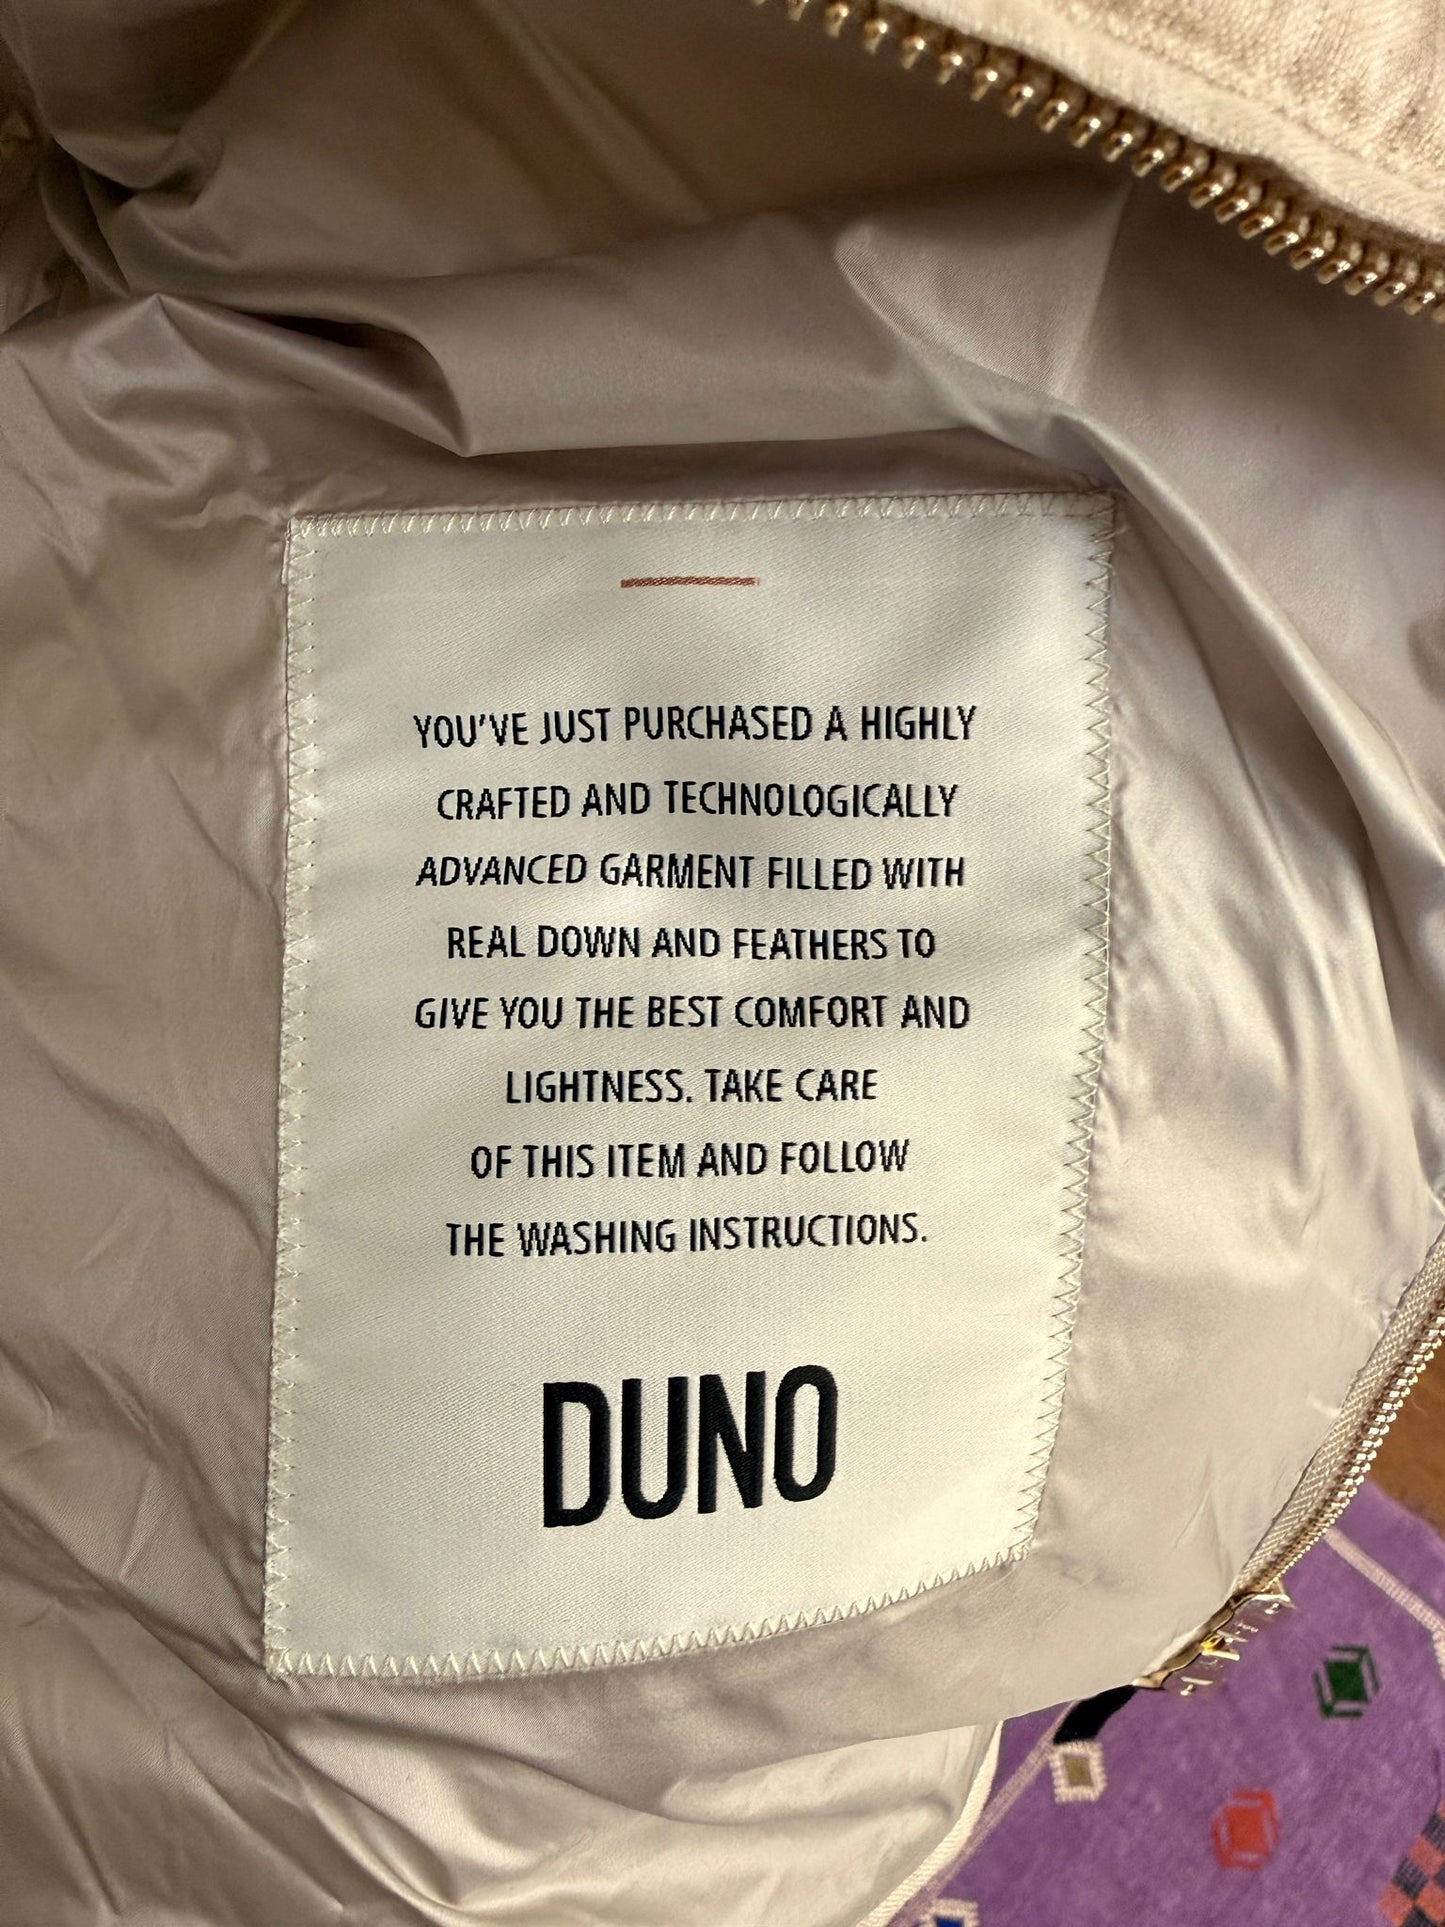 YOU'VE JUST PURCHASED A HIGHLY
CRAFTED AND TECHNOLOGICALLY
ADVANCED GARMENT FILLED WITH
REAL DOWN AND FEATHERS TO
GIVE YOU THE BEST COMFORT AND
LIGHTNESS. TAKE CARE
OF THIS ITEM AND FOLLOW
THE WASHING INSTRUCTIONS.
DUNO